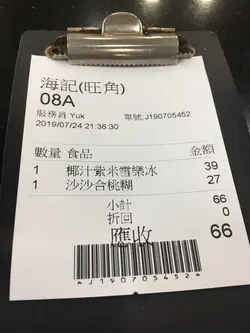 海記(旺角)
08A
服務員 Yuk 單號 J190705452
2019/07/24 21:36:30
數量 食品 金額
1 椰汁紫米雪樂冰 39
1 沙沙合桃糊 27
小計 66
折回 0
應收 66
*J190705452*